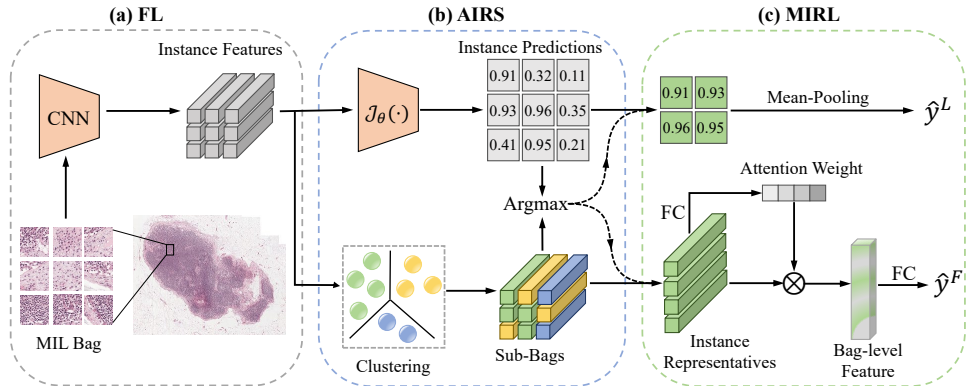 (a) FL
(b) AIRS
(c) MIRL
Instance Features
CNN
MIL Bag
Instance Predictions
𝒥θ(·)
0.91 0.32 0.11
0.93 0.96 0.35
0.41 0.95 0.21
Argmax
Clustering
Sub-Bags
0.91 0.93
0.96 0.95
Mean-Pooling
ŷ^L
Attention Weight
FC
FC
ŷ^F
Instance
Representatives
Bag-level
Feature